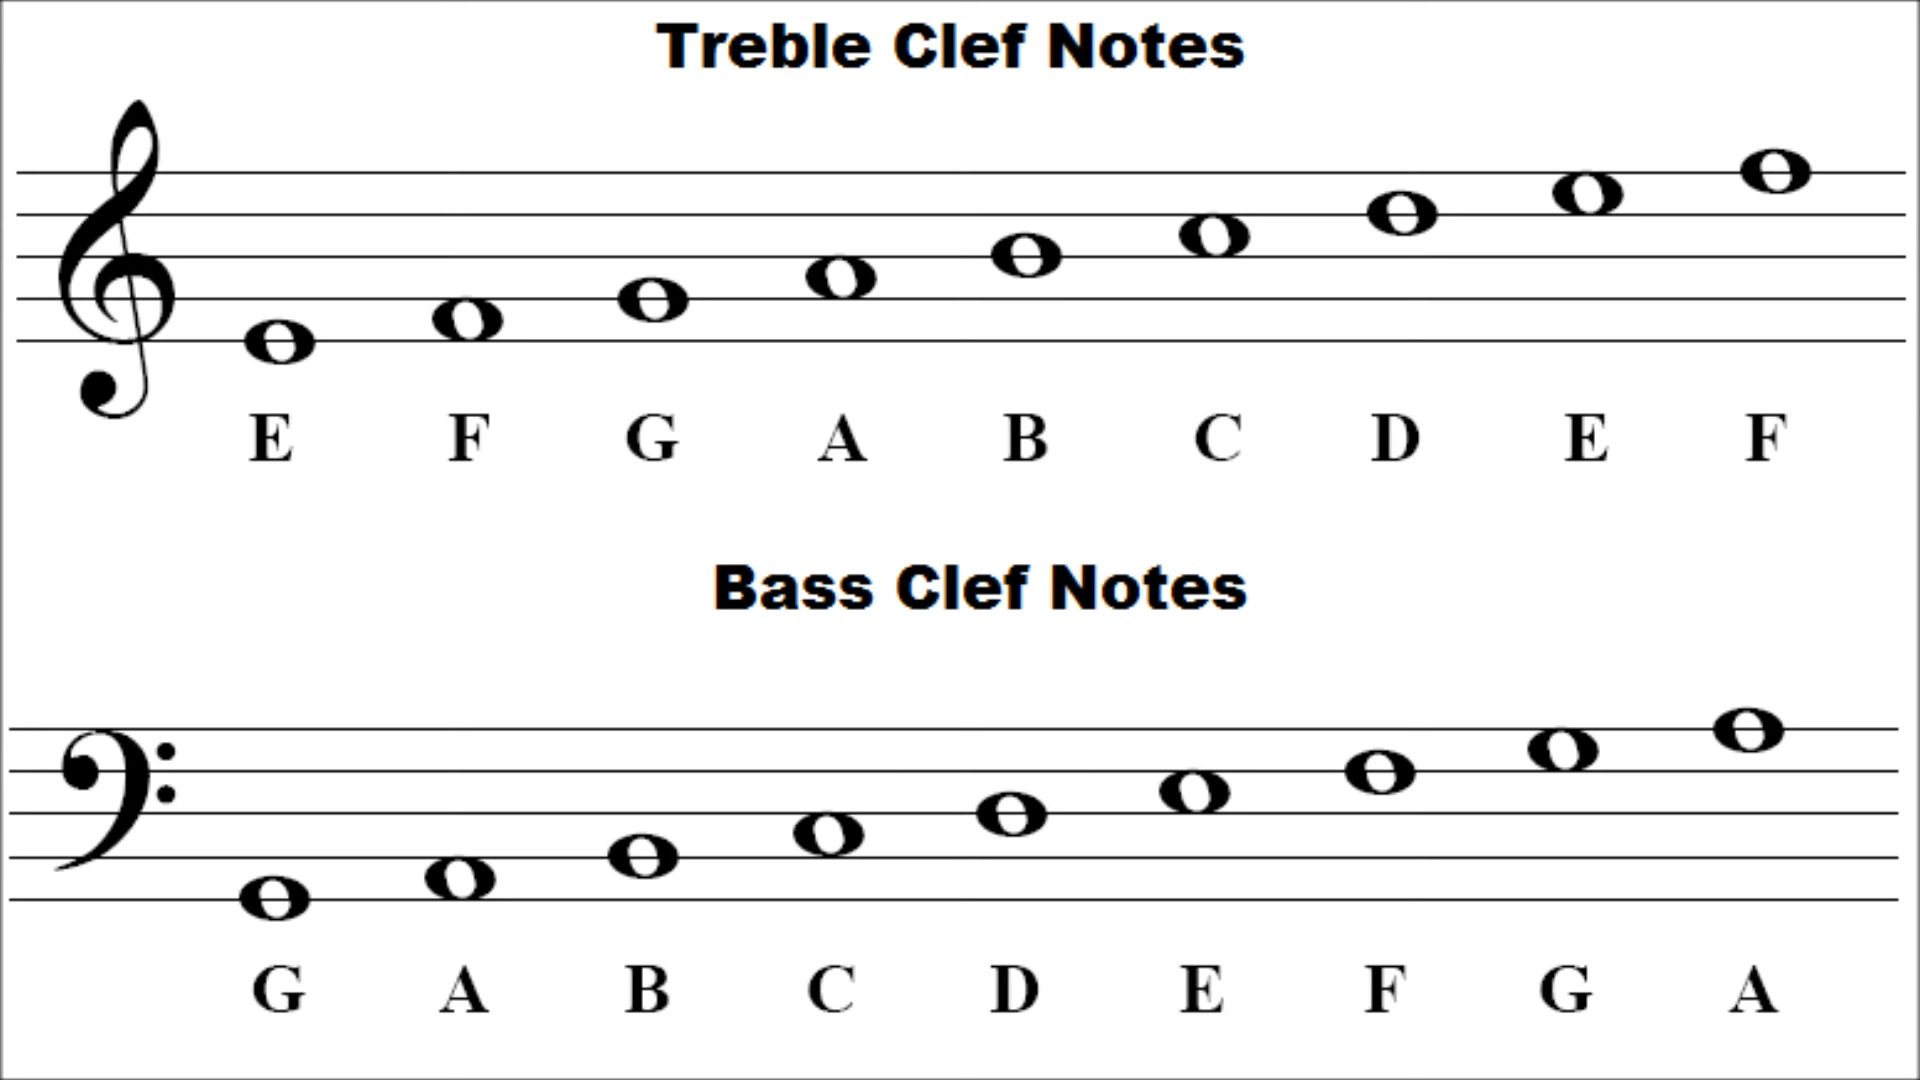 Treble Clef Notes
E F G A B C D E F
Bass Clef Notes
G A B C D E F G A